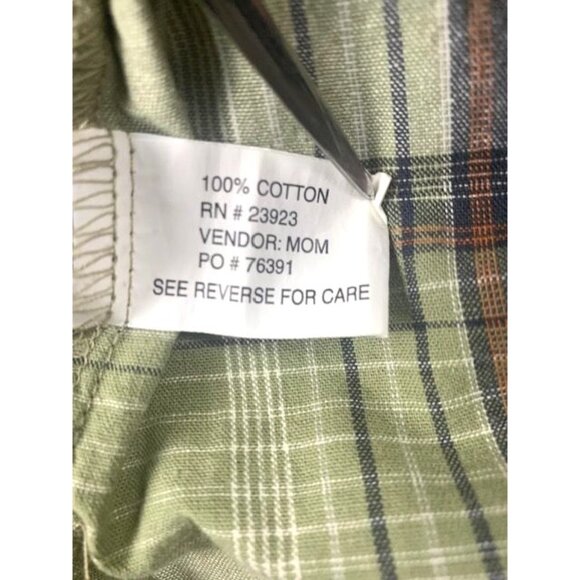 100% COTTON
RN # 23923
VENDOR: MOM
PO # 76391
SEE REVERSE FOR CARE